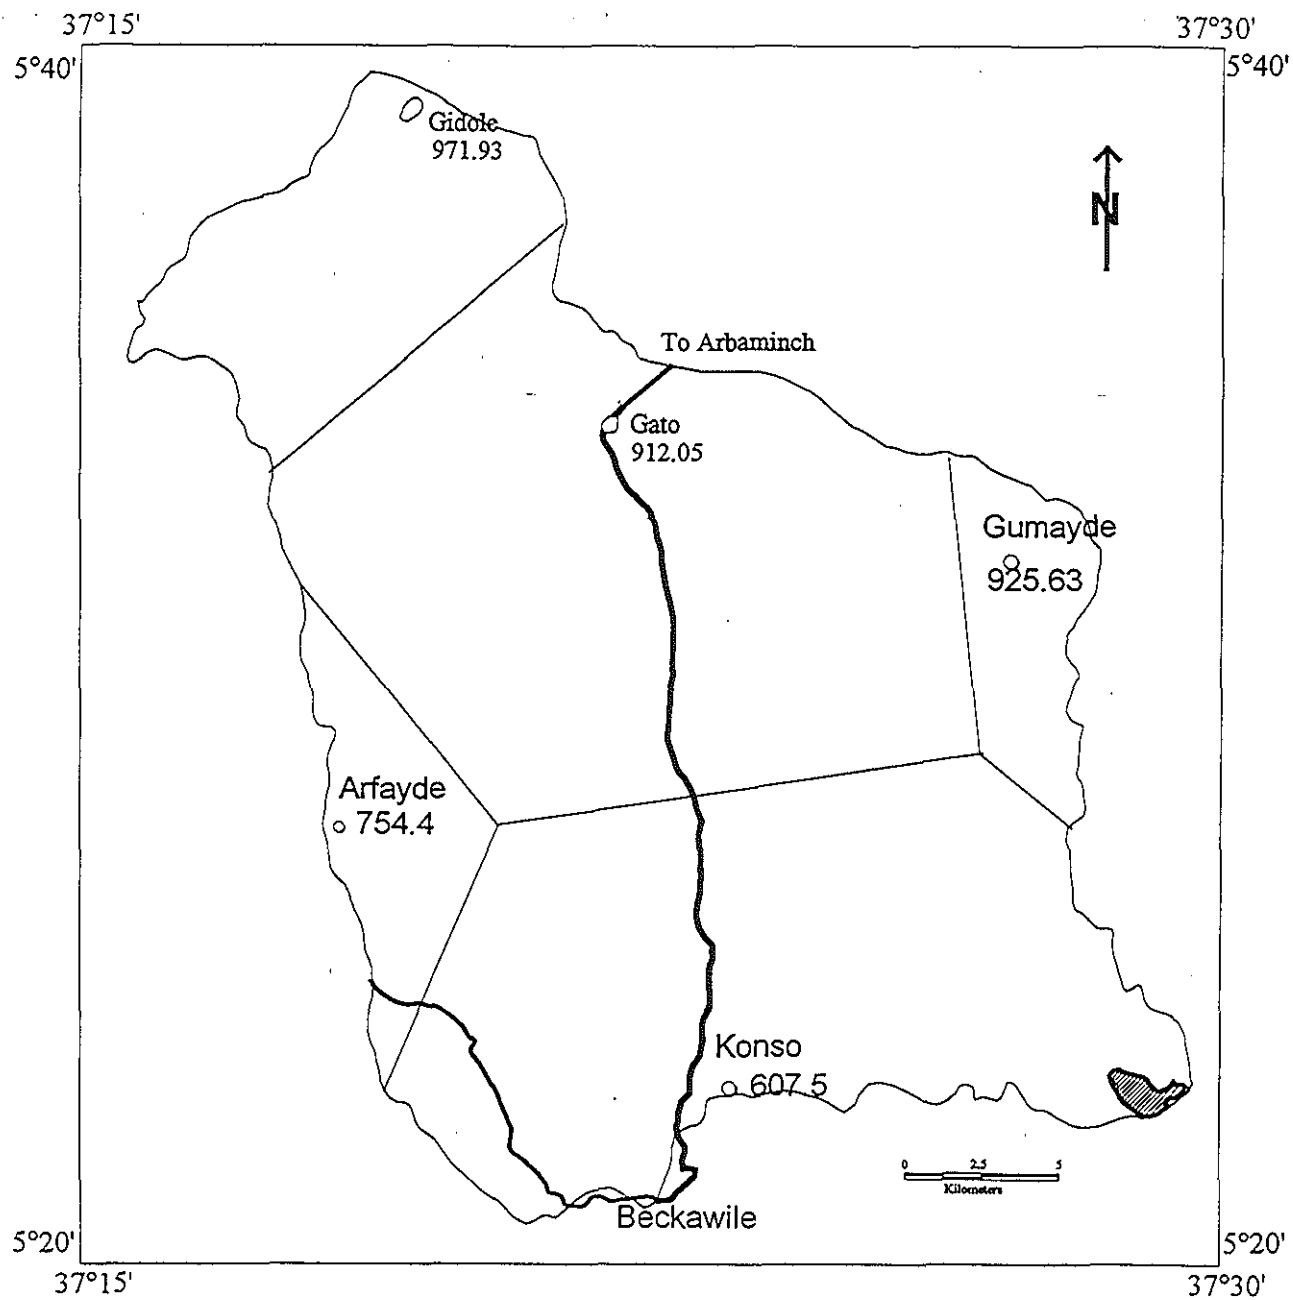 37°15'
37°30'
5°40'
5°40'
Gidole
971.93
N
To Arbaminch
Gato
912.05
Gumayde
925.63
Arfayde
754.4
Konso
607.5
0 2.5 5
Kilometers
Beckawile
5°20'
5°20'
37°15'
37°30'